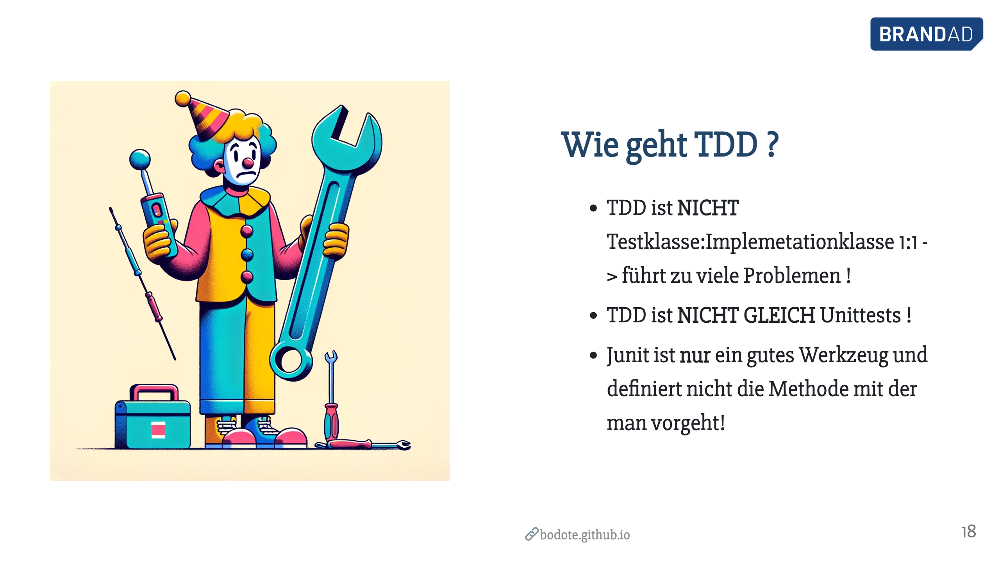 BRANDAD
Wie geht TDD ?
• TDD ist NICHT
Testklasse:Implemetationklasse 1:1 -
> führt zu viele Problemen !
• TDD ist NICHT GLEICH Unittests !
• Junit ist nur ein gutes Werkzeug und
definiert nicht die Methode mit der
man vorgeht!
🔗bodote.github.io
18